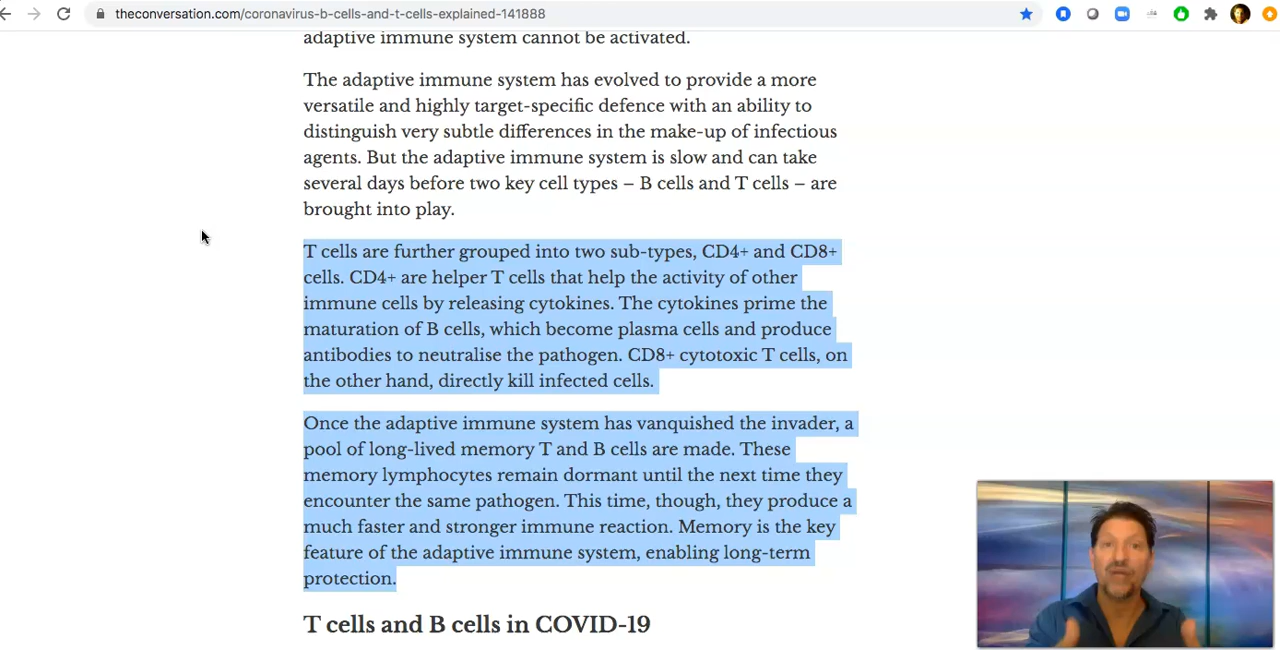 theconversation.com/coronavirus-b-cells-and-t-cells-explained-141888
adaptive immune system cannot be activated.
The adaptive immune system has evolved to provide a more
versatile and highly target-specific defence with an ability to
distinguish very subtle differences in the make-up of infectious
agents. But the adaptive immune system is slow and can take
several days before two key cell types – B cells and T cells – are
brought into play.
T cells are further grouped into two sub-types, CD4+ and CD8+
cells. CD4+ are helper T cells that help the activity of other
immune cells by releasing cytokines. The cytokines prime the
maturation of B cells, which become plasma cells and produce
antibodies to neutralise the pathogen. CD8+ cytotoxic T cells, on
the other hand, directly kill infected cells.
Once the adaptive immune system has vanquished the invader, a
pool of long-lived memory T and B cells are made. These
memory lymphocytes remain dormant until the next time they
encounter the same pathogen. This time, though, they produce a
much faster and stronger immune reaction. Memory is the key
feature of the adaptive immune system, enabling long-term
protection.
T cells and B cells in COVID-19